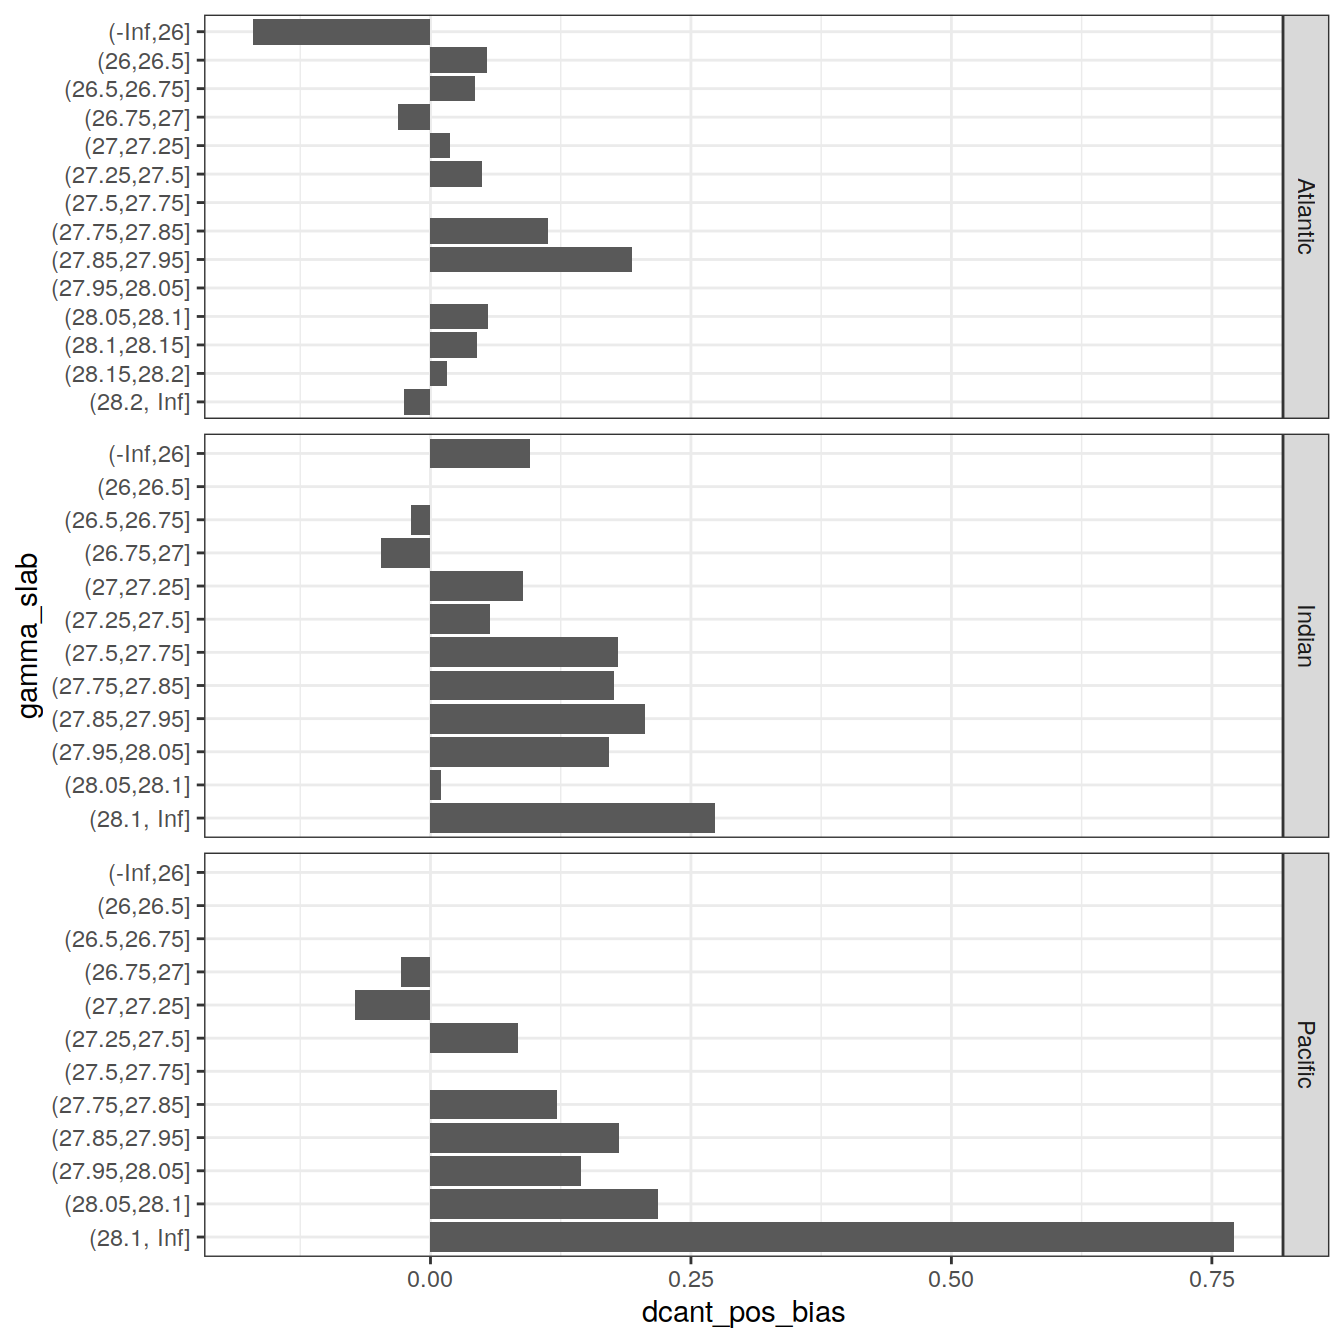 (-Inf,26]
(26,26.5]
(26.5,26.75]
(26.75,27]
(27,27.25]
(27.25,27.5]
(27.5,27.75]
(27.75,27.85]
(27.85,27.95]
(27.95,28.05]
(28.05,28.1]
(28.1,28.15]
(28.15,28.2]
(28.2, Inf]
Atlantic
(-Inf,26]
(26,26.5]
(26.5,26.75]
(26.75,27]
(27,27.25]
(27.25,27.5]
(27.5,27.75]
(27.75,27.85]
(27.85,27.95]
(27.95,28.05]
(28.05,28.1]
(28.1, Inf]
Indian
gamma_slab
(-Inf,26]
(26,26.5]
(26.5,26.75]
(26.75,27]
(27,27.25]
(27.25,27.5]
(27.5,27.75]
(27.75,27.85]
(27.85,27.95]
(27.95,28.05]
(28.05,28.1]
(28.1, Inf]
Pacific
0.00 0.25 0.50 0.75
dcant_pos_bias